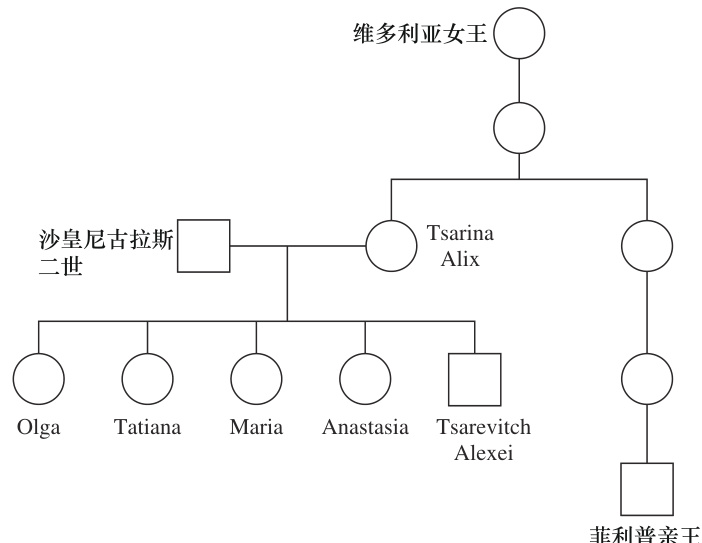 维多利亚女王
沙皇尼古拉斯
二世
Tsarina
Alix
Olga
Tatiana
Maria
Anastasia
Tsarevitch
Alexei
菲利普亲王